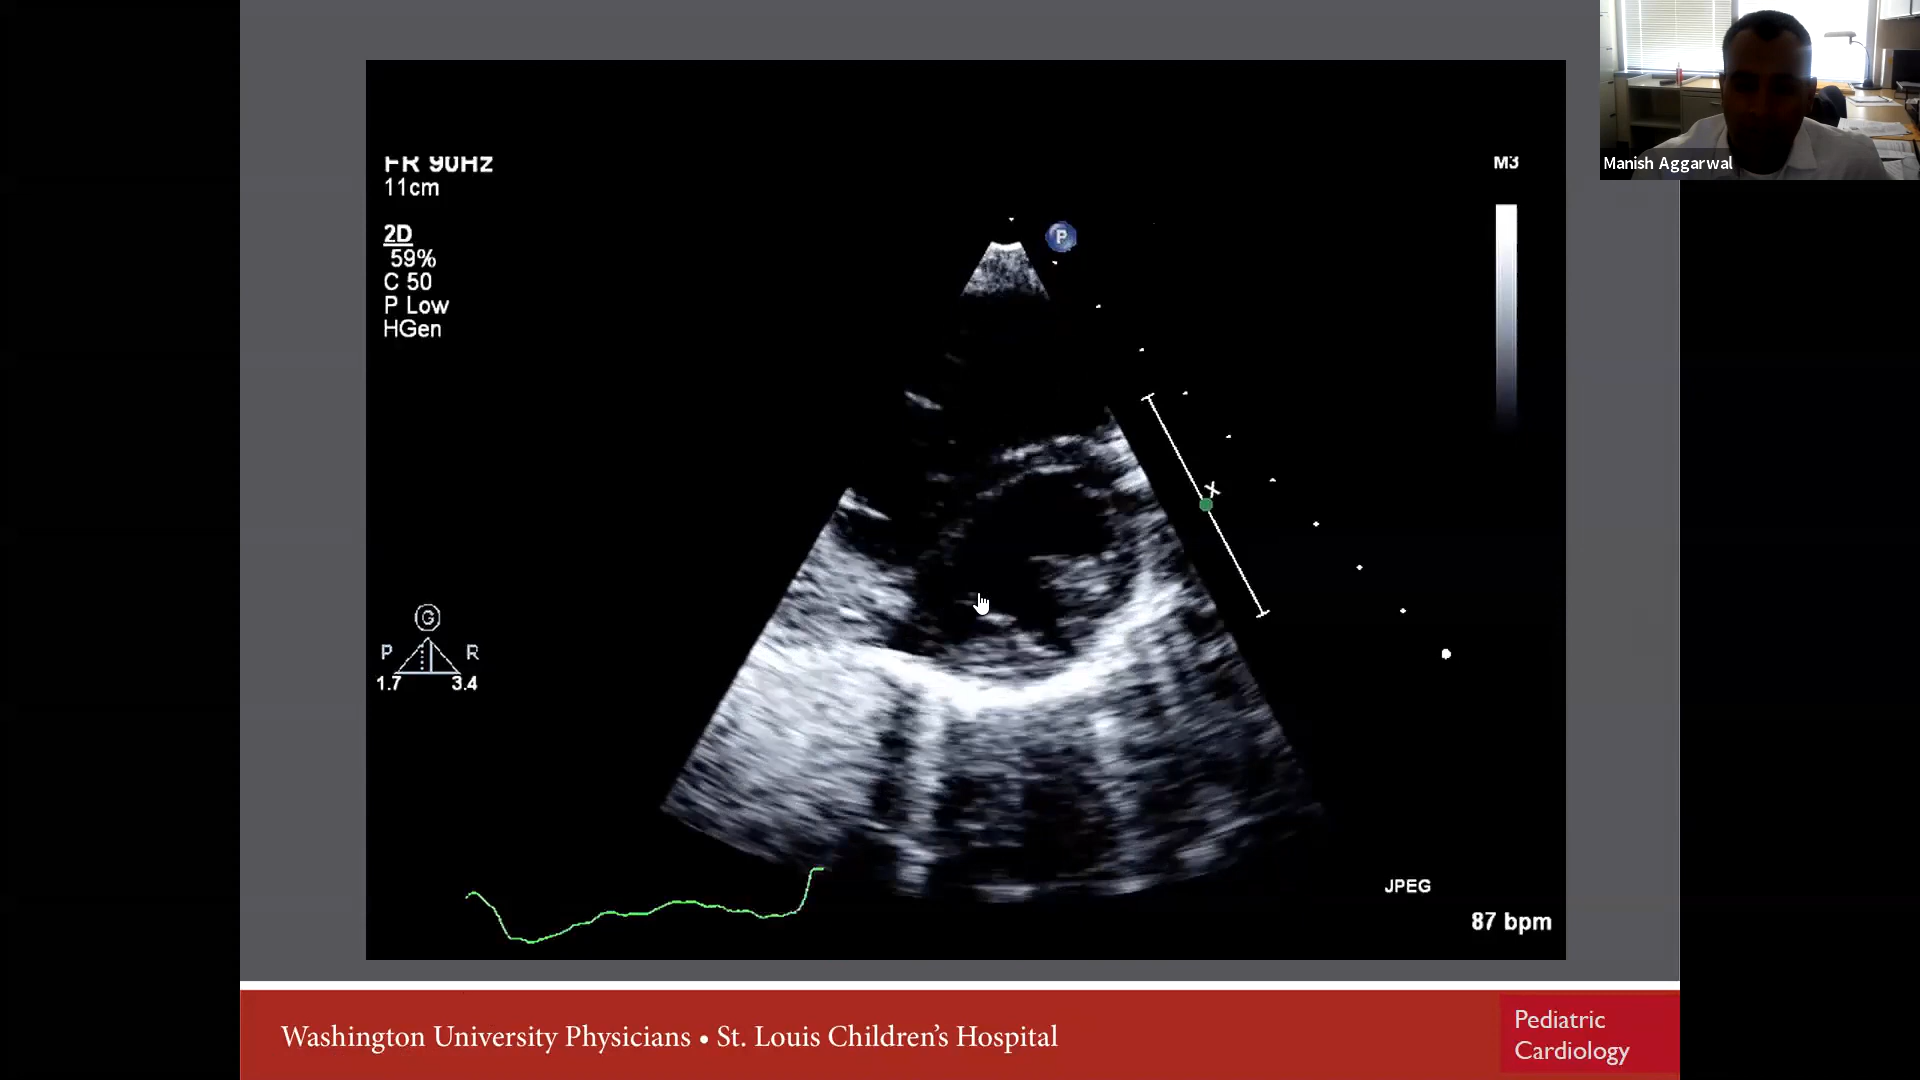 FR 90Hz
11cm
2D
59%
C 50
P Low
HGen
P
M3
X
G
P R
1.7 3.4
JPEG
87 bpm
Manish Aggarwal
Washington University Physicians • St. Louis Children's Hospital
Pediatric
Cardiology